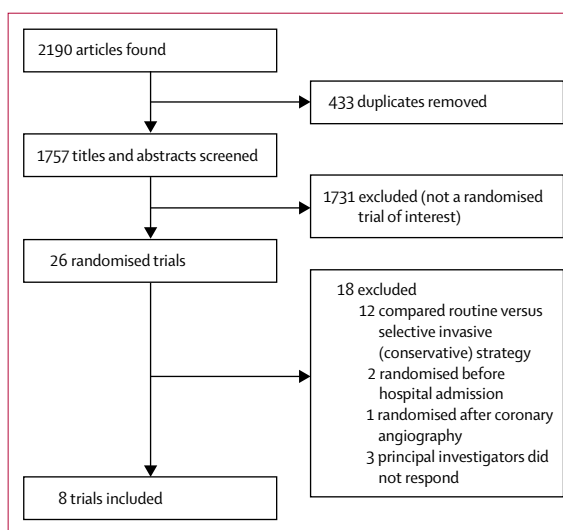 2190 articles found
433 duplicates removed
1757 titles and abstracts screened
1731 excluded (not a randomised
trial of interest)
26 randomised trials
18 excluded
12 compared routine versus
selective invasive
(conservative) strategy
2 randomised before
hospital admission
1 randomised after coronary
angiography
3 principal investigators did
not respond
8 trials included